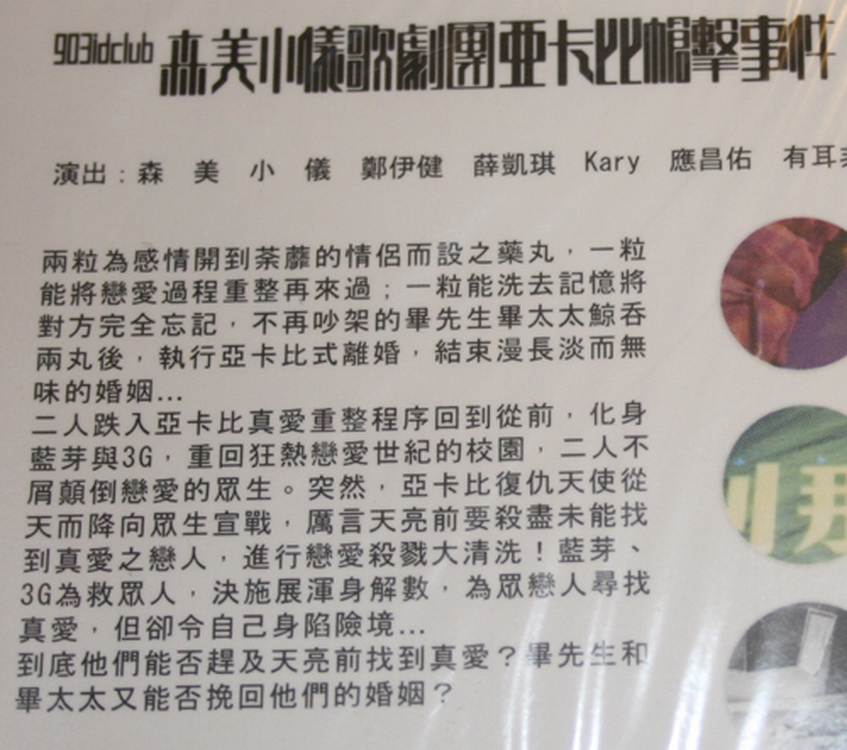 903idclub 森美小儀歌劇團亞卡比槍擊事件
演出：森 美 小 儀 鄭伊健 薛凱琪 Kary 應昌佑 有耳
兩粒為感情開到荼蘼的情侶而設之藥丸，一粒
能將戀愛過程重整再來過；一粒能洗去記憶將
對方完全忘記，不再吵架的畢先生畢太太鯨吞
兩丸後，執行亞卡比式離婚，結束漫長淡而無
味的婚姻...
二人跌入亞卡比真愛重整程序回到從前，化身
藍芽與3G，重回狂熱戀愛世紀的校園，二人不
屑顛倒戀愛的眾生。突然，亞卡比復仇天使從
天而降向眾生宣戰，厲言天亮前要殺盡未能找
到真愛之戀人，進行戀愛殺戮大清洗！藍芽、
3G為救眾人，決施展渾身解數，為眾戀人尋找
真愛，但卻令自己身陷險境...
到底他們能否趕及天亮前找到真愛？畢先生和
畢太太又能否挽回他們的婚姻？